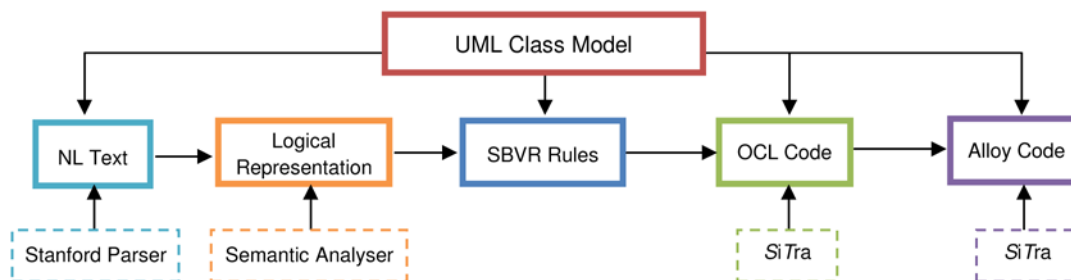 UML Class Model
NL Text
Logical
Representation
SBVR Rules
OCL Code
Alloy Code
Stanford Parser
Semantic Analyser
SiTra
SiTra